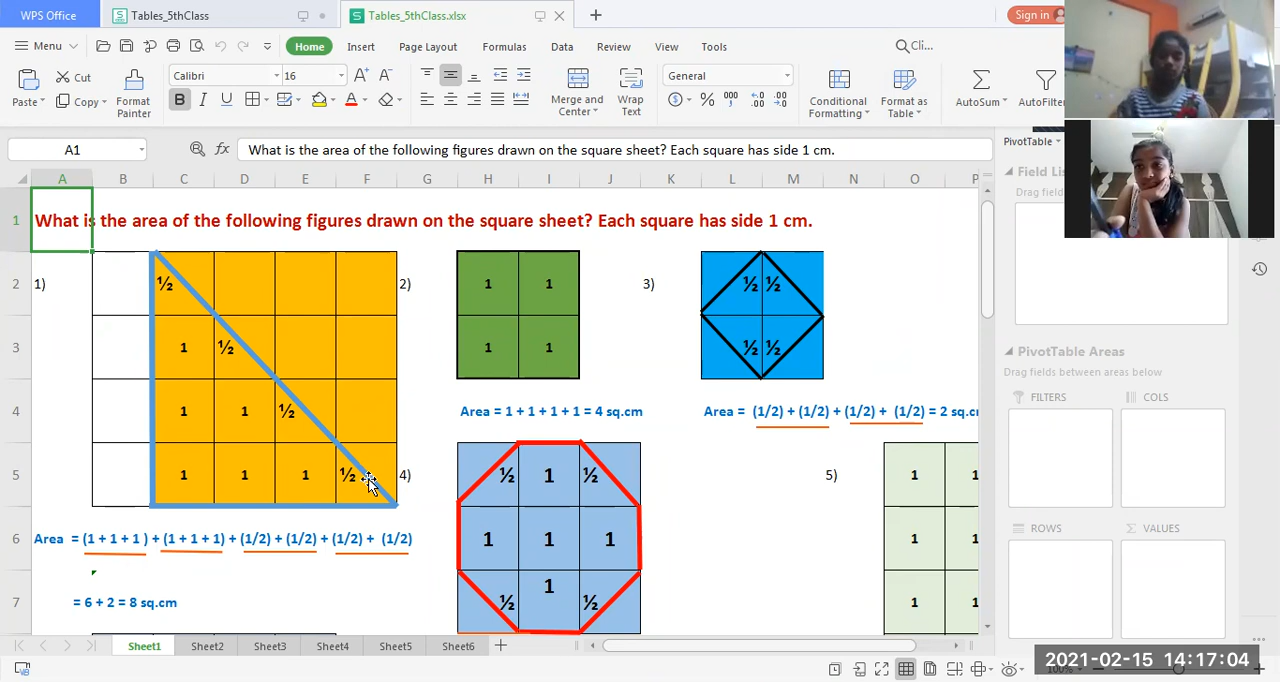 WPS Office Tables_5thClass Tables_5thClass.xlsx Sign in
Menu Home Insert Page Layout Formulas Data Review View Tools Cli...
Paste Cut Copy Format Painter Calibri 16 Merge and Center Wrap Text General Conditional Formatting Format as Table AutoSum AutoFilter
A1 What is the area of the following figures drawn on the square sheet? Each square has side 1 cm. PivotTable
A B C D E F G H I J K L M N O P
Field Lis
Drag field
1 What is the area of the following figures drawn on the square sheet? Each square has side 1 cm.
2 1) ½ 2) 1 1 3) ½ ½
3 1 ½ 1 1 ½ ½
PivotTable Areas
Drag fields between areas below
FILTERS COLS
4 1 1 ½ Area = 1 + 1 + 1 + 1 = 4 sq.cm Area = (1/2) + (1/2) + (1/2) + (1/2) = 2 sq.c
5 1 1 1 ½ 4) ½ 1 ½ 5) 1 1
ROWS VALUES
6 Area = (1 + 1 + 1 ) + (1 + 1 + 1) + (1/2) + (1/2) + (1/2) + (1/2) 1 1 1 1 1
7 = 6 + 2 = 8 sq.cm ½ 1 ½ 1 1
Sheet1 Sheet2 Sheet3 Sheet4 Sheet5 Sheet6
2021-02-15 14:17:04